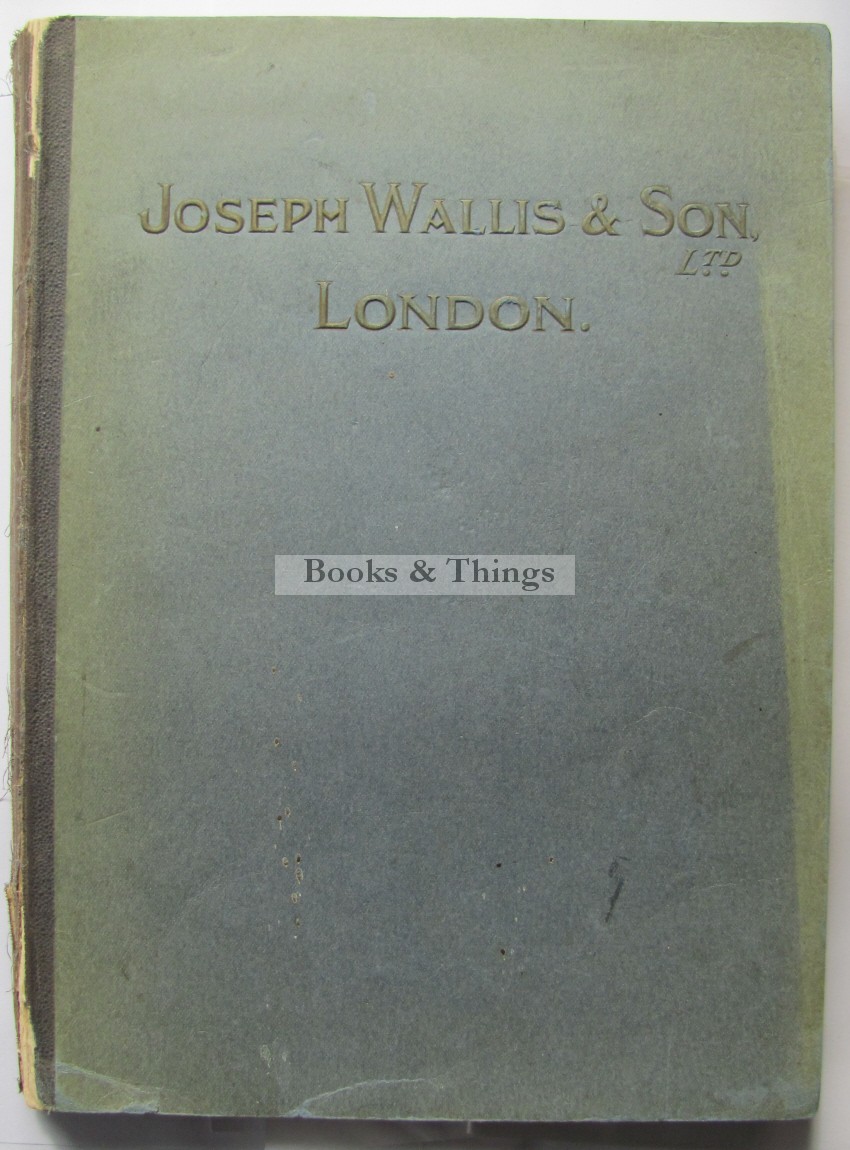 JOSEPH WALLIS & SON,
LTD.
LONDON.
Books & Things